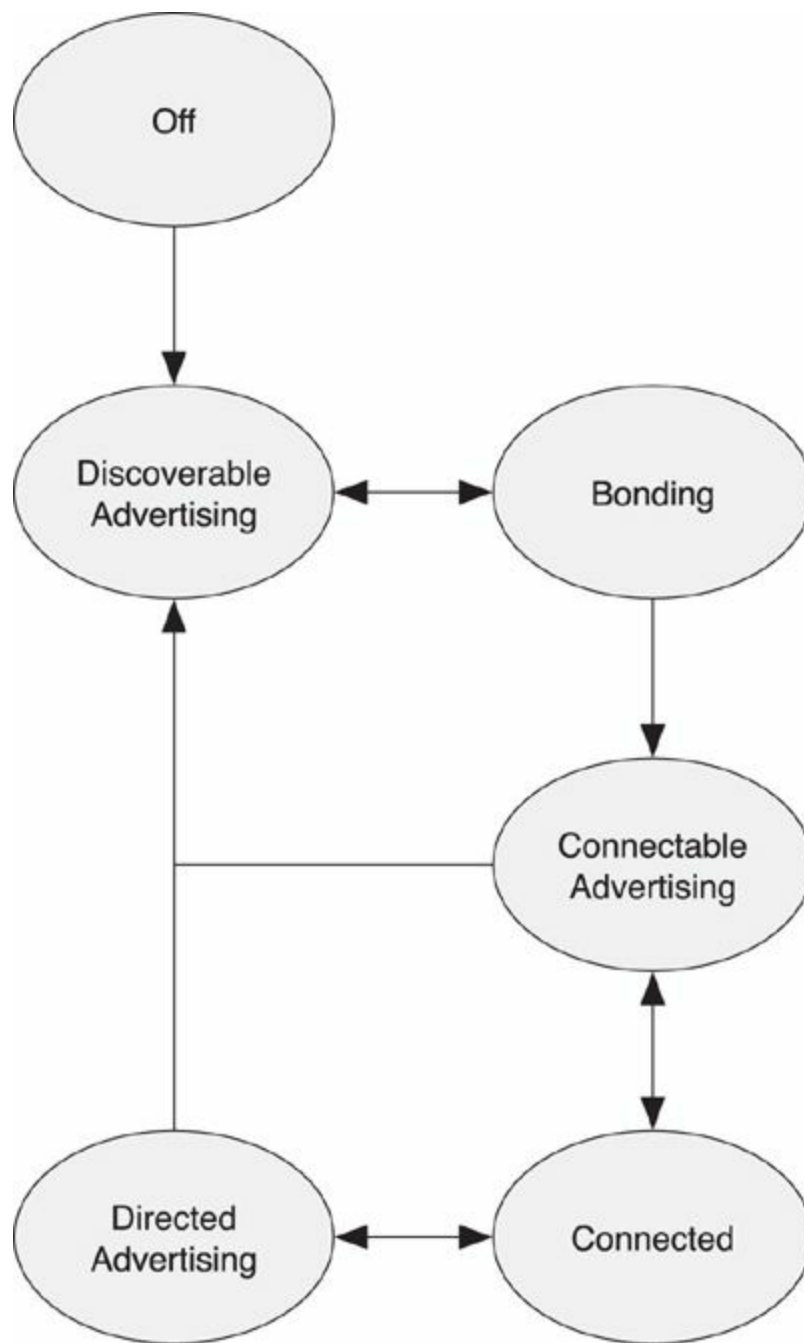 Off
Discoverable
Advertising
Bonding
Connectable
Advertising
Directed
Advertising
Connected